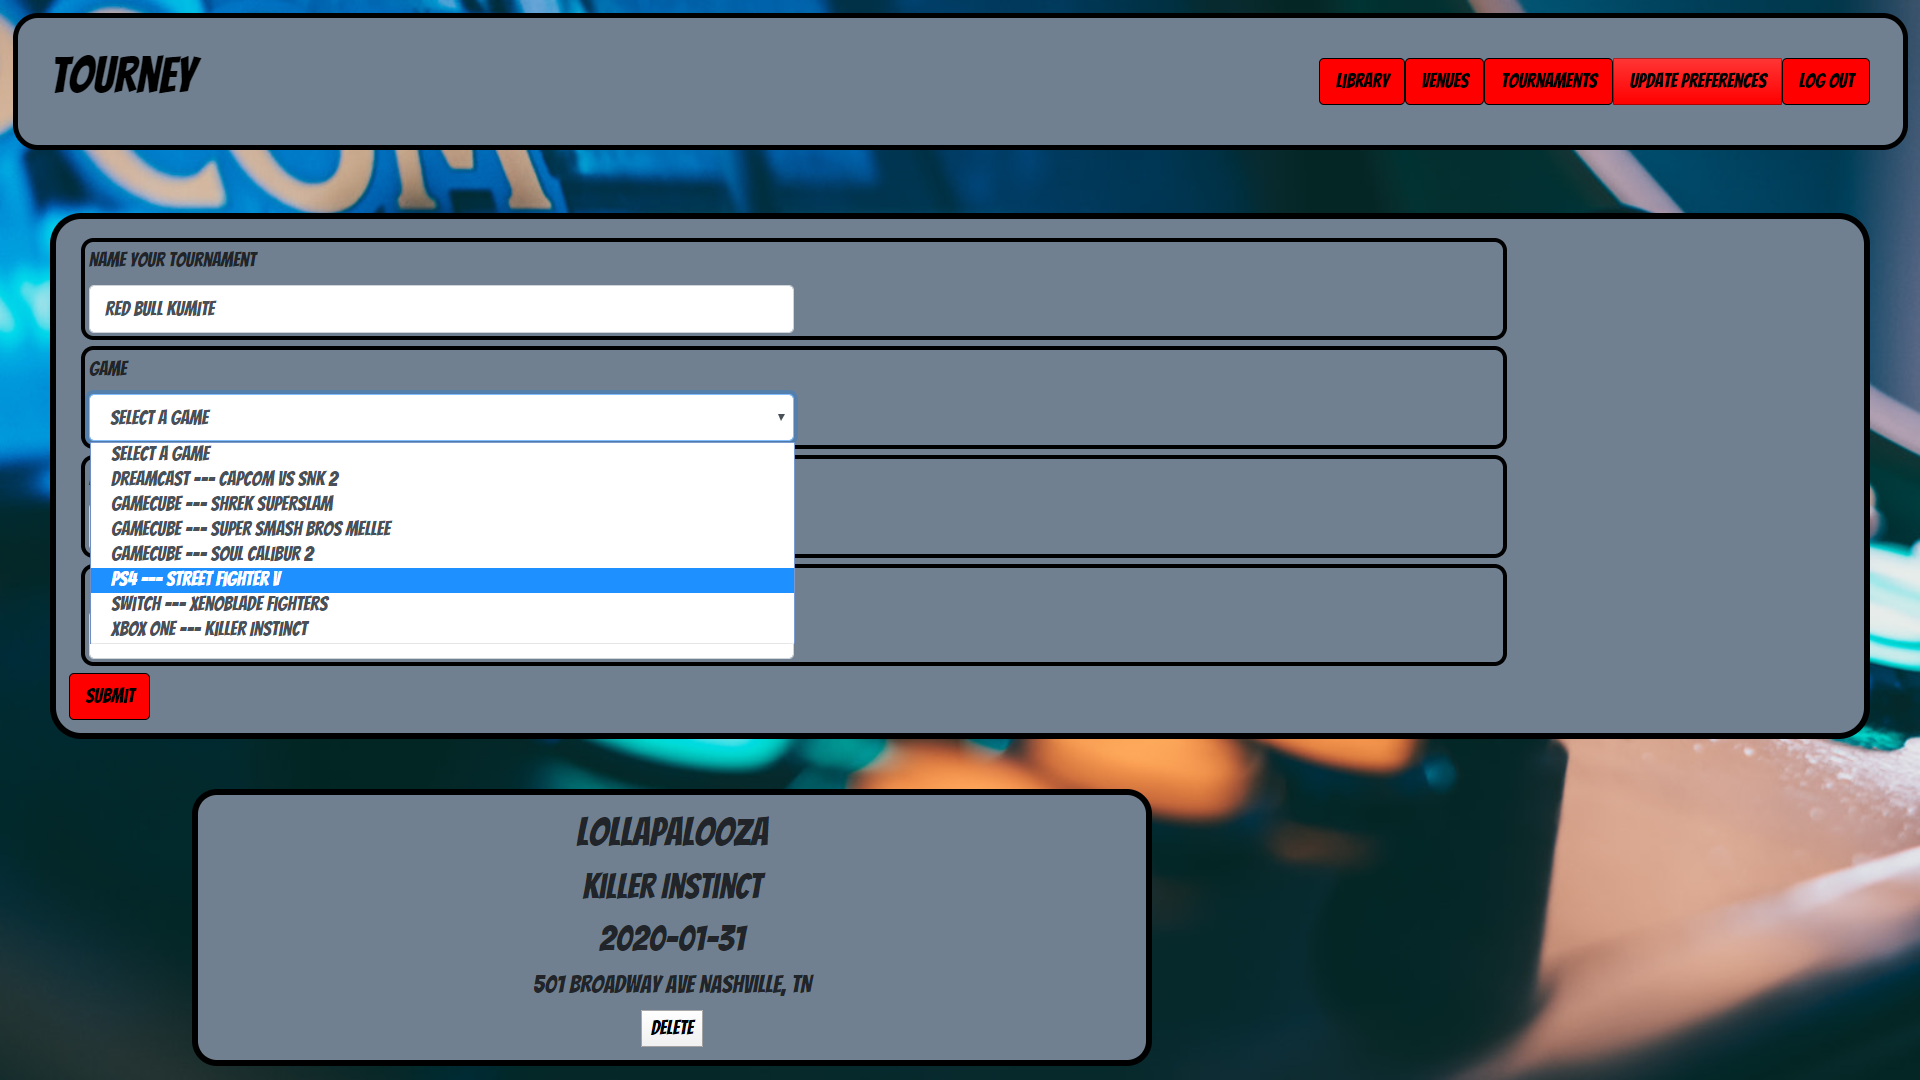 TOURNEY
LIBRARY VENUES TOURNAMENTS UPDATE PREFERENCES LOG OUT
COM
NAME YOUR TOURNAMENT
RED BULL KUMITE
GAME
SELECT A GAME
SELECT A GAME
DREAMCAST --- CAPCOM VS SNK 2
GAMECUBE --- SHREK SUPERSLAM
GAMECUBE --- SUPER SMASH BROS MELLEE
GAMECUBE --- SOUL CALIBUR 2
PS4 --- STREET FIGHTER V
SWITCH --- XENOBLADE FIGHTERS
XBOX ONE --- KILLER INSTINCT
SUBMIT
LOLLAPALOOZA
KILLER INSTINCT
2020-01-31
501 BROADWAY AVE NASHVILLE, TN
DELETE